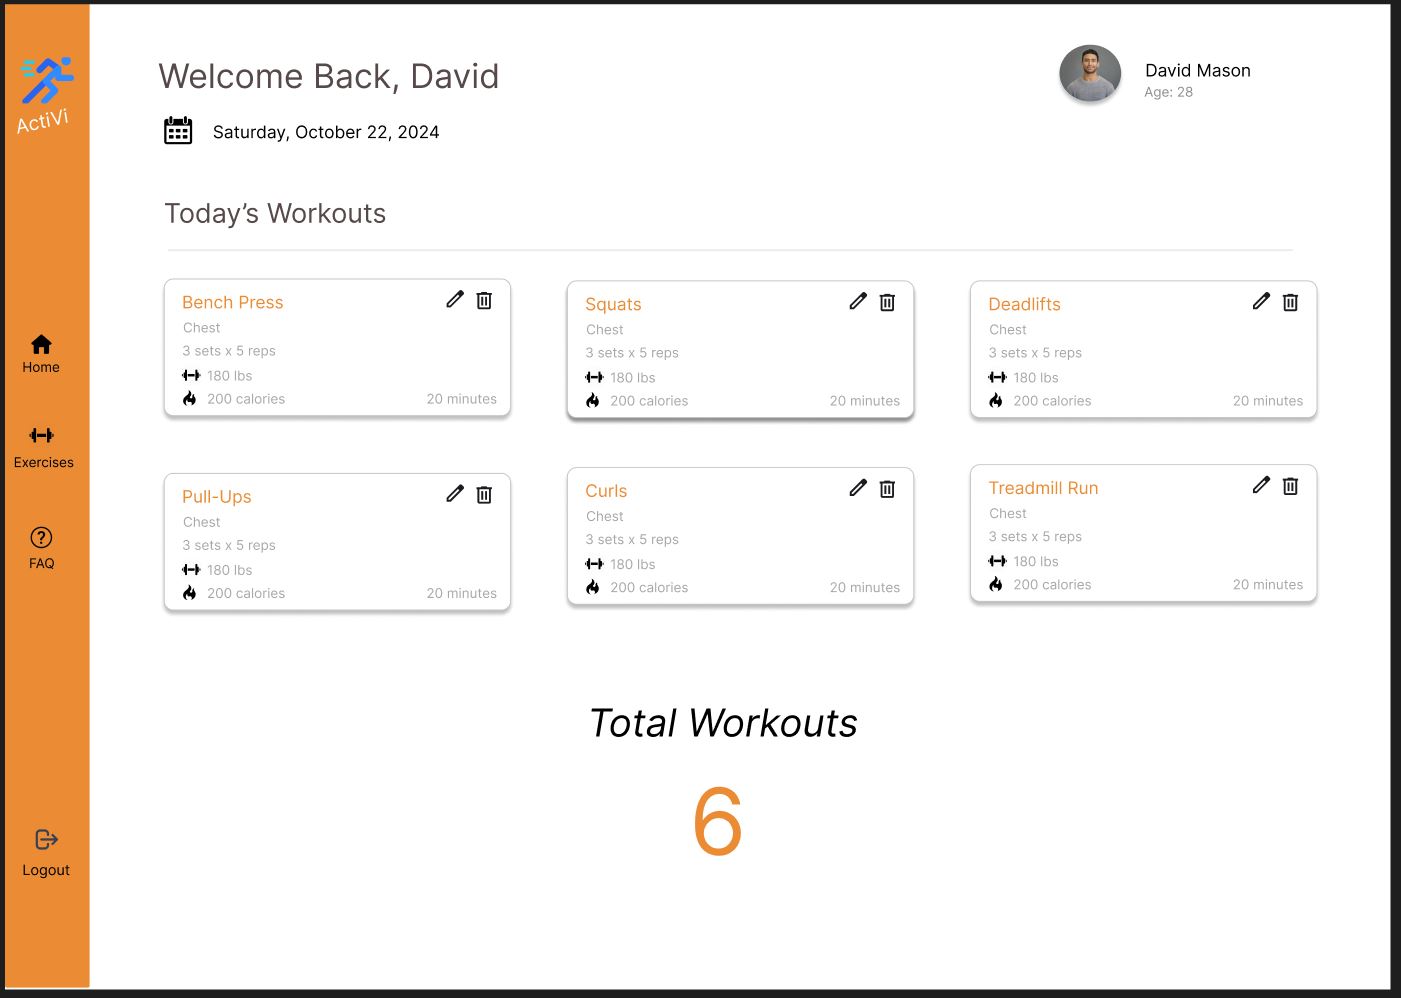 ActiVi
Welcome Back, David
Saturday, October 22, 2024
David Mason
Age: 28
Home
Exercises
FAQ
Logout
Today’s Workouts
Bench Press
Chest
3 sets x 5 reps
180 lbs
200 calories
20 minutes
Squats
Chest
3 sets x 5 reps
180 lbs
200 calories
20 minutes
Deadlifts
Chest
3 sets x 5 reps
180 lbs
200 calories
20 minutes
Pull-Ups
Chest
3 sets x 5 reps
180 lbs
200 calories
20 minutes
Curls
Chest
3 sets x 5 reps
180 lbs
200 calories
20 minutes
Treadmill Run
Chest
3 sets x 5 reps
180 lbs
200 calories
20 minutes
Total Workouts
6